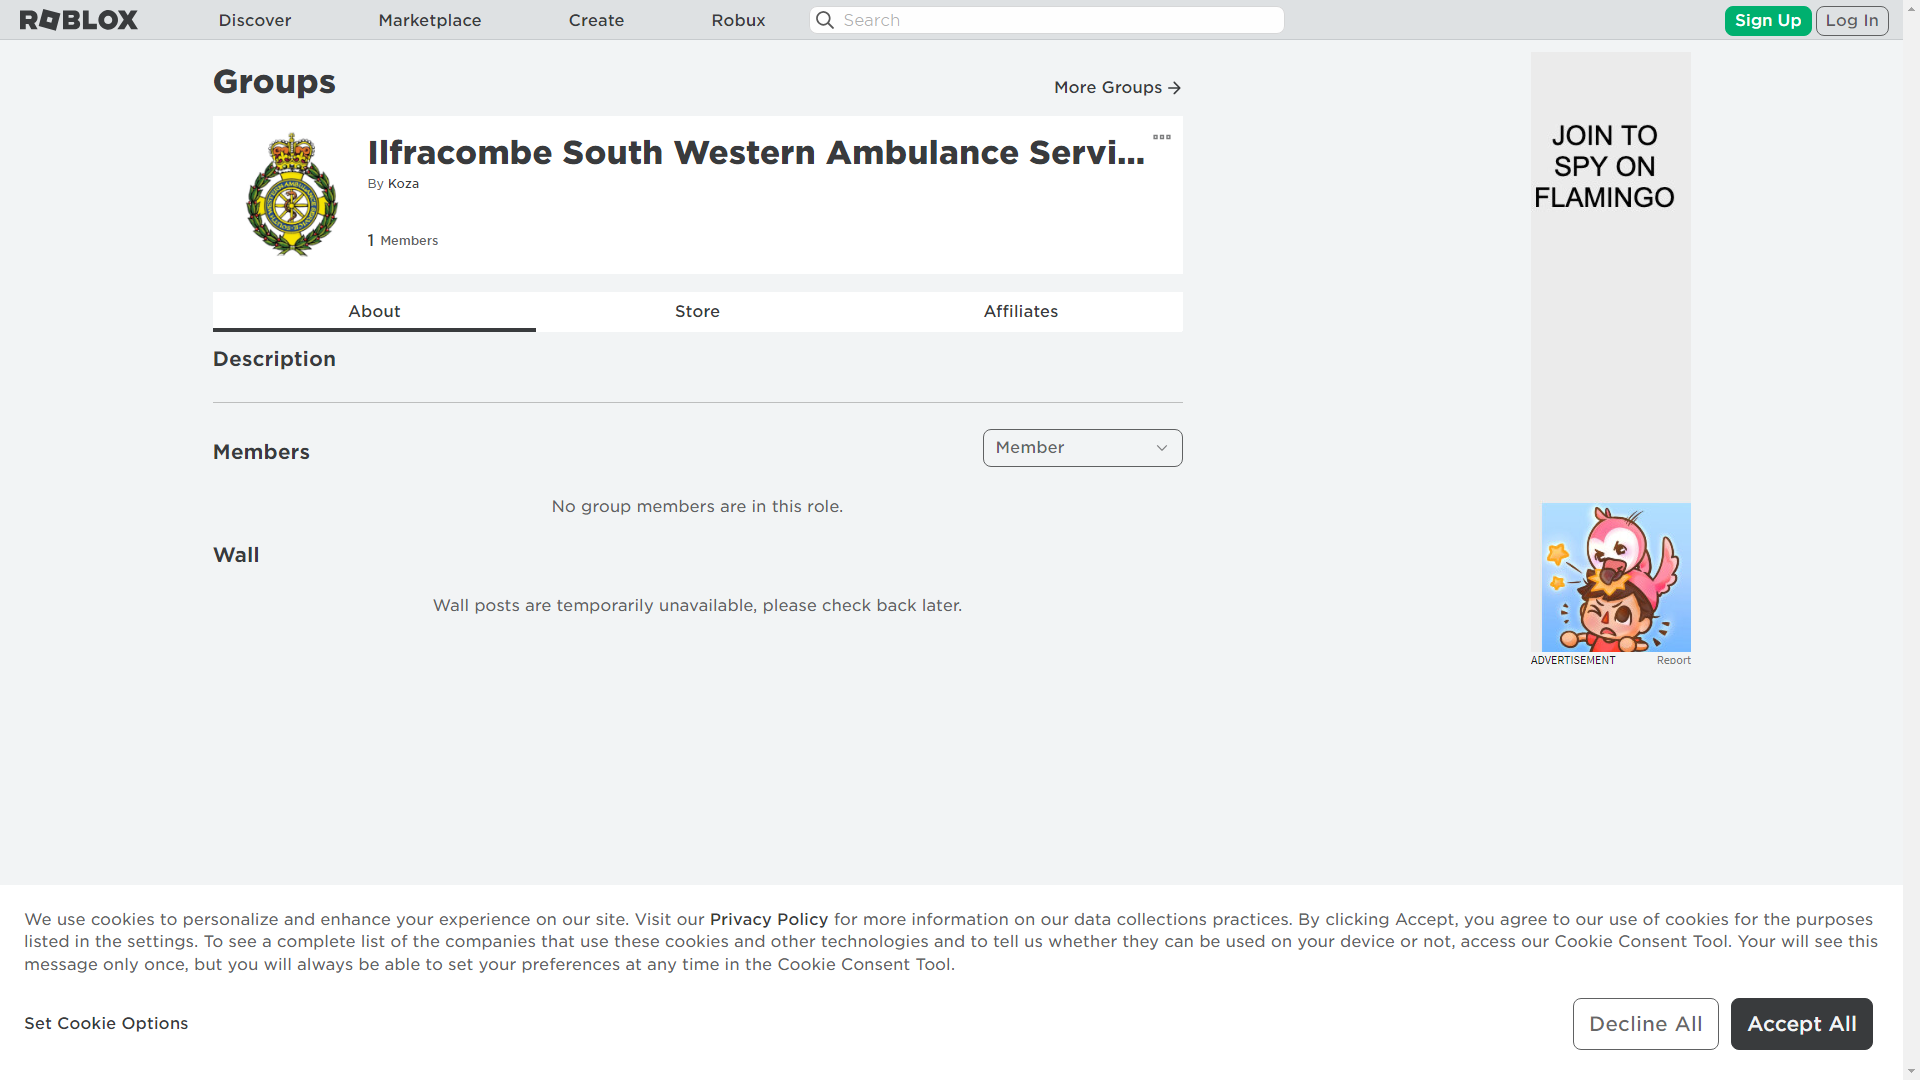 ROBLOX
Discover
Marketplace
Create
Robux
Search
Sign Up
Log In
Groups
More Groups
Ilfracombe South Western Ambulance Servi...
By Koza
1 Members
About
Store
Affiliates
Description
Members
Member
No group members are in this role.
Wall
Wall posts are temporarily unavailable, please check back later.
JOIN TO
SPY ON
FLAMINGO
ADVERTISEMENT
Report
We use cookies to personalize and enhance your experience on our site. Visit our Privacy Policy for more information on our data collections practices. By clicking Accept, you agree to our use of cookies for the purposes
listed in the settings. To see a complete list of the companies that use these cookies and other technologies and to tell us whether they can be used on your device or not, access our Cookie Consent Tool. Your will see this
message only once, but you will always be able to set your preferences at any time in the Cookie Consent Tool.
Set Cookie Options
Decline All
Accept All